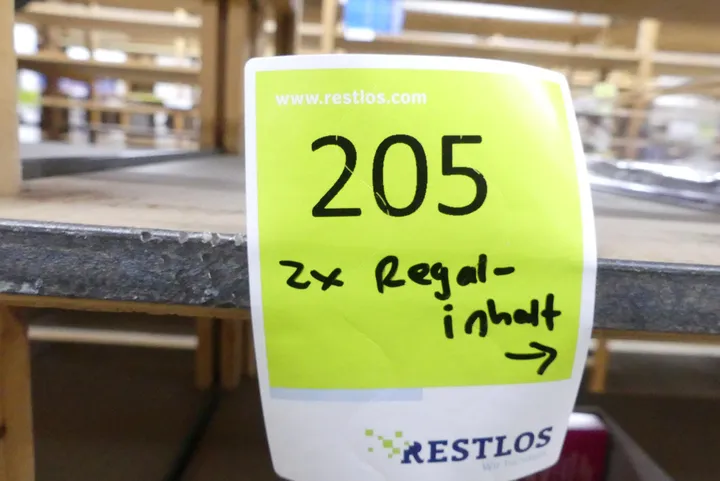 www.restlos.com
205
2x Regal-
inhalt
→
RESTLOS